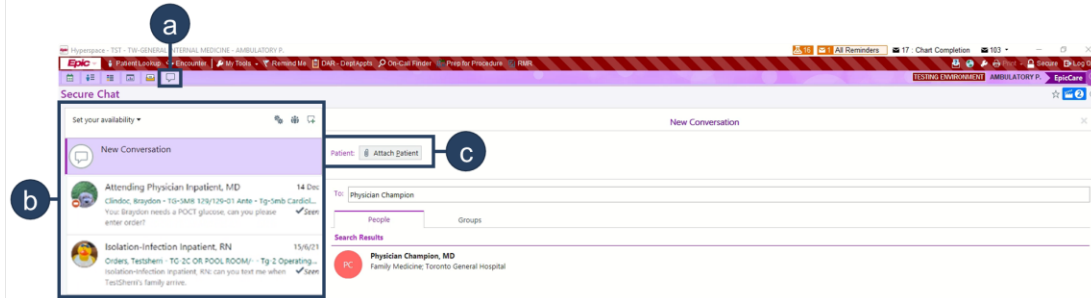 a
Hyperspace - TST - TW-GENERAL INTERNAL MEDICINE - AMBULATORY P.
16 1 All Reminders 17 : Chart Completion 103
Epic Patient Lookup Encounter My Tools Remind Me DAR - DeptAppts On-Call Finder Prep for Procedure RMR Print Secure Log O
TESTING ENVIRONMENT AMBULATORY P. EpicCare
Secure Chat
2
Set your availability
New Conversation
New Conversation
Patient: Attach Patient
c
b
Attending Physician Inpatient, MD 14 Dec
Clindoc, Braydon - TG-5MB 129/129-01 Ante - Tg-5mb Cardiol...
You: Braydon needs a POCT glucose, can you please Seen
enter order?
To: Physician Champion
People Groups
Search Results
Isolation-Infection Inpatient, RN 15/6/21
Orders, Testsherri - TG-2C OR POOL ROOM/- - Tg-2 Operating...
Isolation-Infection Inpatient, RN: can you text me when Seen
TestSherri's family arrive.
PC
Physician Champion, MD
Family Medicine; Toronto General Hospital